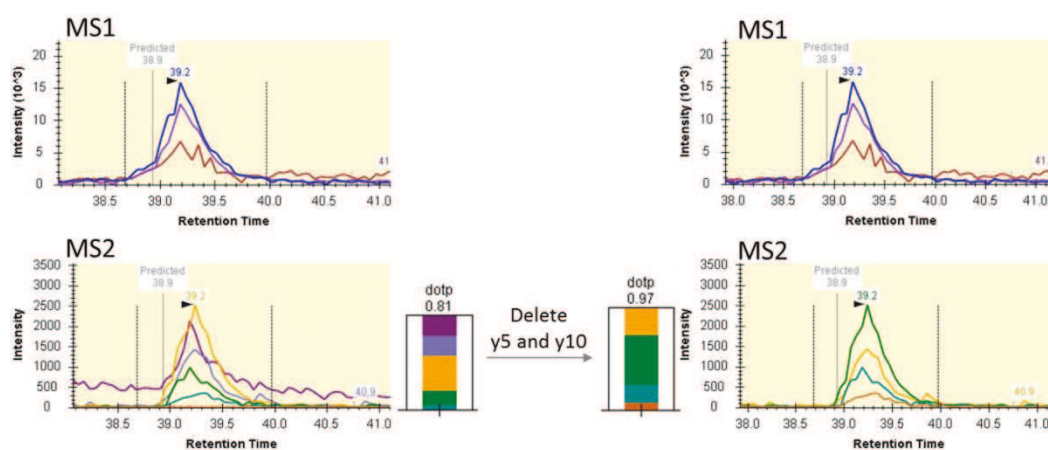 MS1
20
15
10
5
0
Intensity (10^3)
Predicted
38.9
39.2
41
38.5 39.0 39.5 40.0 40.5 41.0
Retention Time
MS1
20
15
10
5
0
Intensity (10^3)
Predicted
38.9
39.2
41.
38.0 38.5 39.0 39.5 40.0 40.5 41.0
Retention Time
MS2
3500
3000
2500
2000
1500
1000
500
0
Intensity
Predicted
38.9
39.2
40.9
38.5 39.0 39.5 40.0 40.5 41.0
Retention Time
dotp
0.81
Delete
y5 and y10
dotp
0.97
MS2
3500
3000
2500
2000
1500
1000
500
0
Intensity
Predicted
38.9
39.2
40.9
38.0 38.5 39.0 39.5 40.0 40.5 41.0
Retention Time